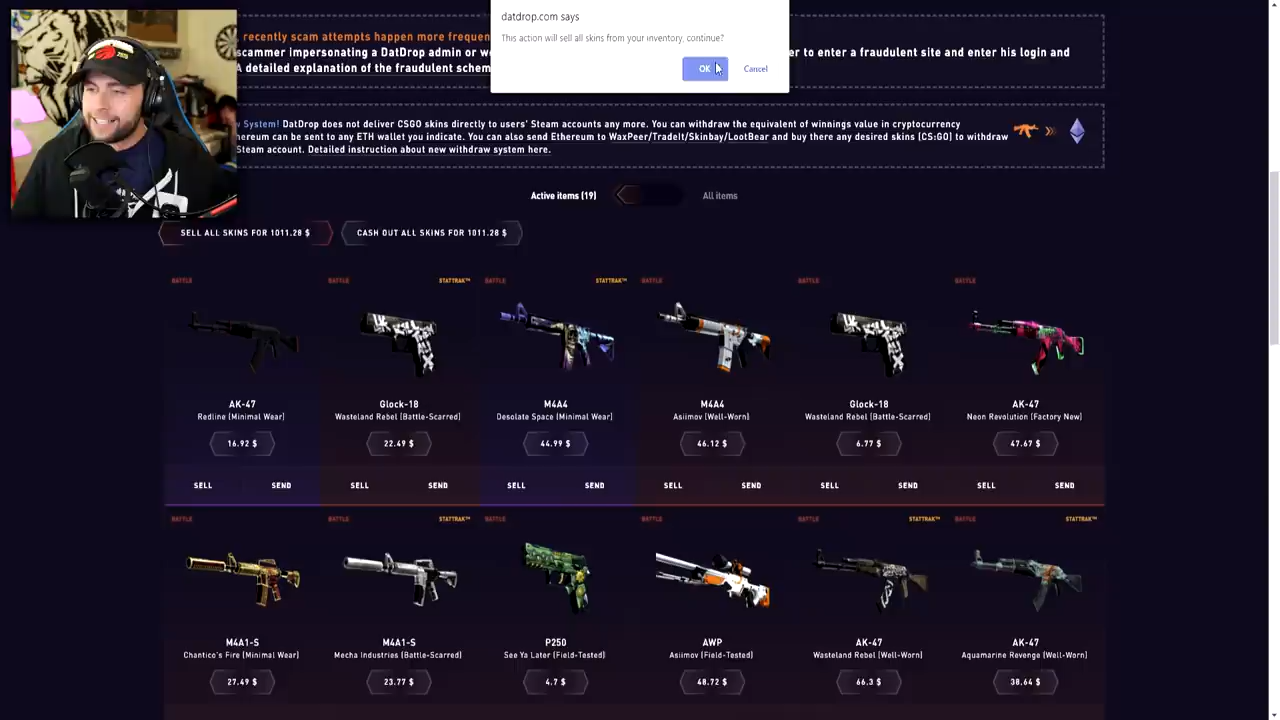 datdrop.com says
This action will sell all skins from your inventory, continue?
OK
Cancel
recently scam attempts happen more frequen
scammer impersonating a DatDrop admin or we
r to enter a fraudulent site and enter his login and
A detailed explanation of the fraudulent schem
System! DatDrop does not deliver CSGO skins directly to users' Steam accounts any more. You can withdraw the equivalent of winnings value in cryptocurrency
ereum can be sent to any ETH wallet you indicate. You can also send Ethereum to WaxPeer/TradeIt/Skinbay/LootBear and buy there any desired skins (CS:GO) to withdraw
Steam account. Detailed instruction about new withdraw system here.
Active items (19)
All items
SELL ALL SKINS FOR 1011.28 $
CASH OUT ALL SKINS FOR 1011.28 $
BATTLE
BATTLE STATTRAK™
BATTLE STATTRAK™
BATTLE
BATTLE
BATTLE
AK-47
Redline (Minimal Wear)
16.92 $
SELL SEND
Glock-18
Wasteland Rebel (Battle-Scarred)
22.49 $
SELL SEND
M4A4
Desolate Space (Minimal Wear)
44.99 $
SELL SEND
M4A4
Asiimov (Well-Worn)
46.12 $
SELL SEND
Glock-18
Wasteland Rebel (Battle-Scarred)
6.77 $
SELL SEND
AK-47
Neon Revolution (Factory New)
47.67 $
SELL SEND
BATTLE
BATTLE STATTRAK™
BATTLE
BATTLE
BATTLE STATTRAK™
BATTLE STATTRAK™
M4A1-S
Chantico's Fire (Minimal Wear)
27.49 $
M4A1-S
Mecha Industries (Battle-Scarred)
23.77 $
P250
See Ya Later (Field-Tested)
4.7 $
AWP
Asiimov (Field-Tested)
48.72 $
AK-47
Wasteland Rebel (Well-Worn)
66.3 $
AK-47
Aquamarine Revenge (Well-Worn)
38.64 $